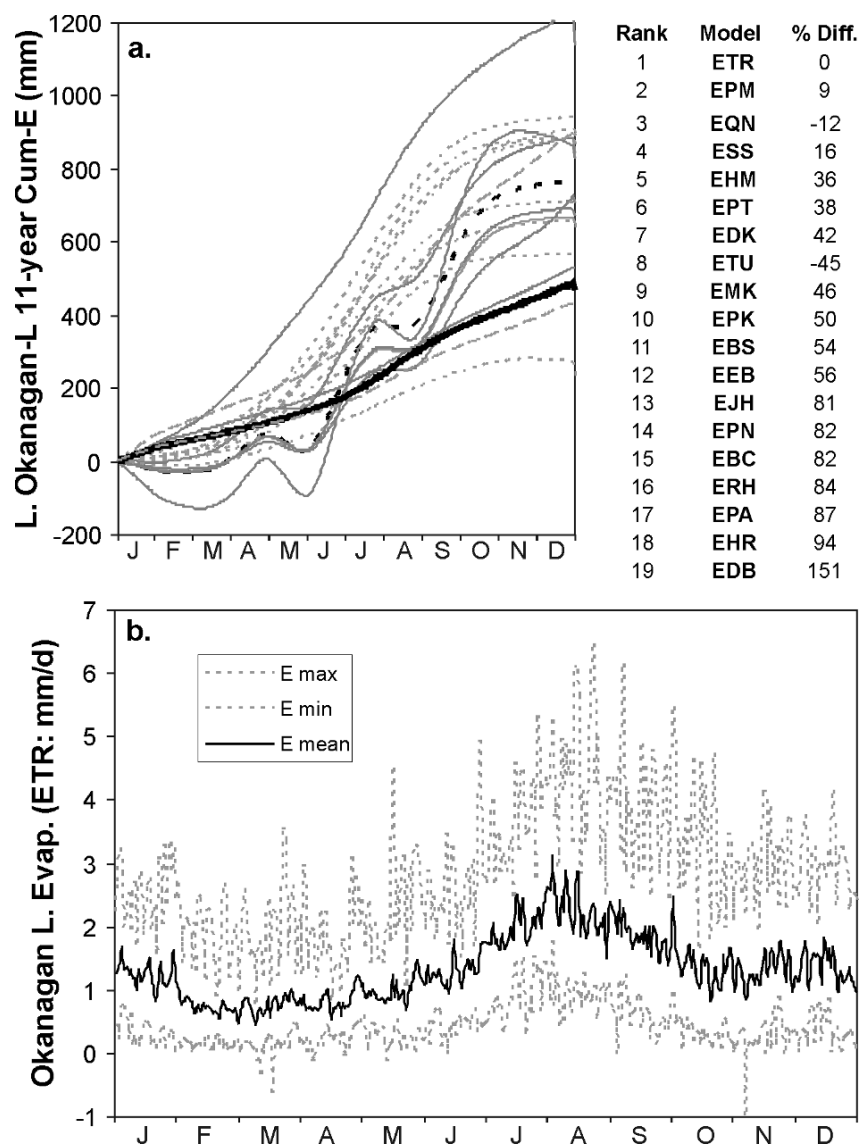 L. Okanagan-L 11-year Cum-E (mm)
a.
1200
1000
800
600
400
200
0
-200
J F M A M J J A S O N D
Rank Model % Diff.
1 ETR 0
2 EPM 9
3 EQN -12
4 ESS 16
5 EHM 36
6 EPT 38
7 EDK 42
8 ETU -45
9 EMK 46
10 EPK 50
11 EBS 54
12 EEB 56
13 EJH 81
14 EPN 82
15 EBC 82
16 ERH 84
17 EPA 87
18 EHR 94
19 EDB 151
Okanagan L. Evap. (ETR: mm/d)
b.
7
6
5
4
3
2
1
0
-1
E max
E min
E mean
J F M A M J J A S O N D